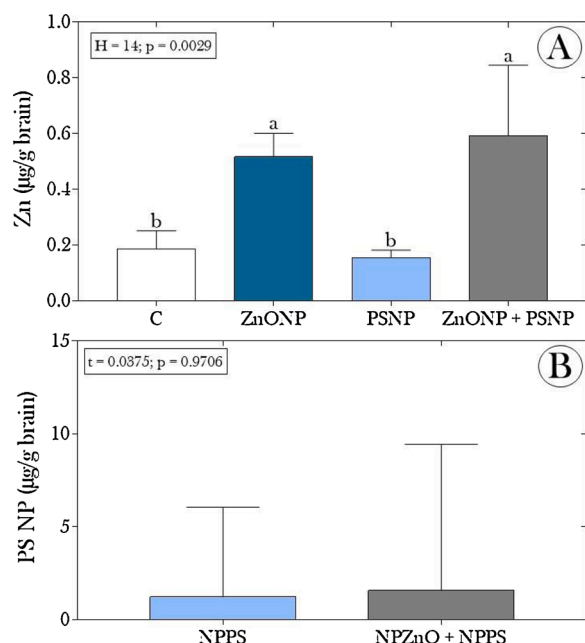 H = 14; p = 0.0029
A
Zn (µg/g brain)
1.0
0.8
0.6
0.4
0.2
0.0
b
a
b
a
C ZnONP PSNP ZnONP + PSNP
t = 0.0375; p = 0.9706
B
PS NP (µg/g brain)
15
10
5
0
NPPS NPZnO + NPPS